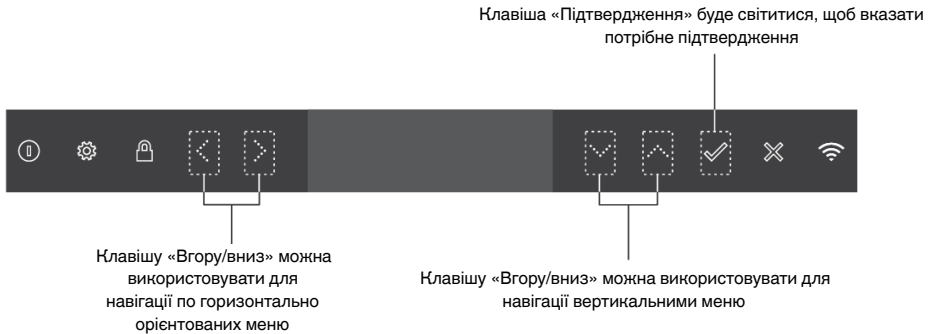 Клавіша «Підтвердження» буде світитися, щоб вказати
потрібне підтвердження
Клавішу «Вгору/вниз» можна
використовувати для
навігації по горизонтально
орієнтованих меню
Клавішу «Вгору/вниз» можна використовувати для
навігації вертикальними меню